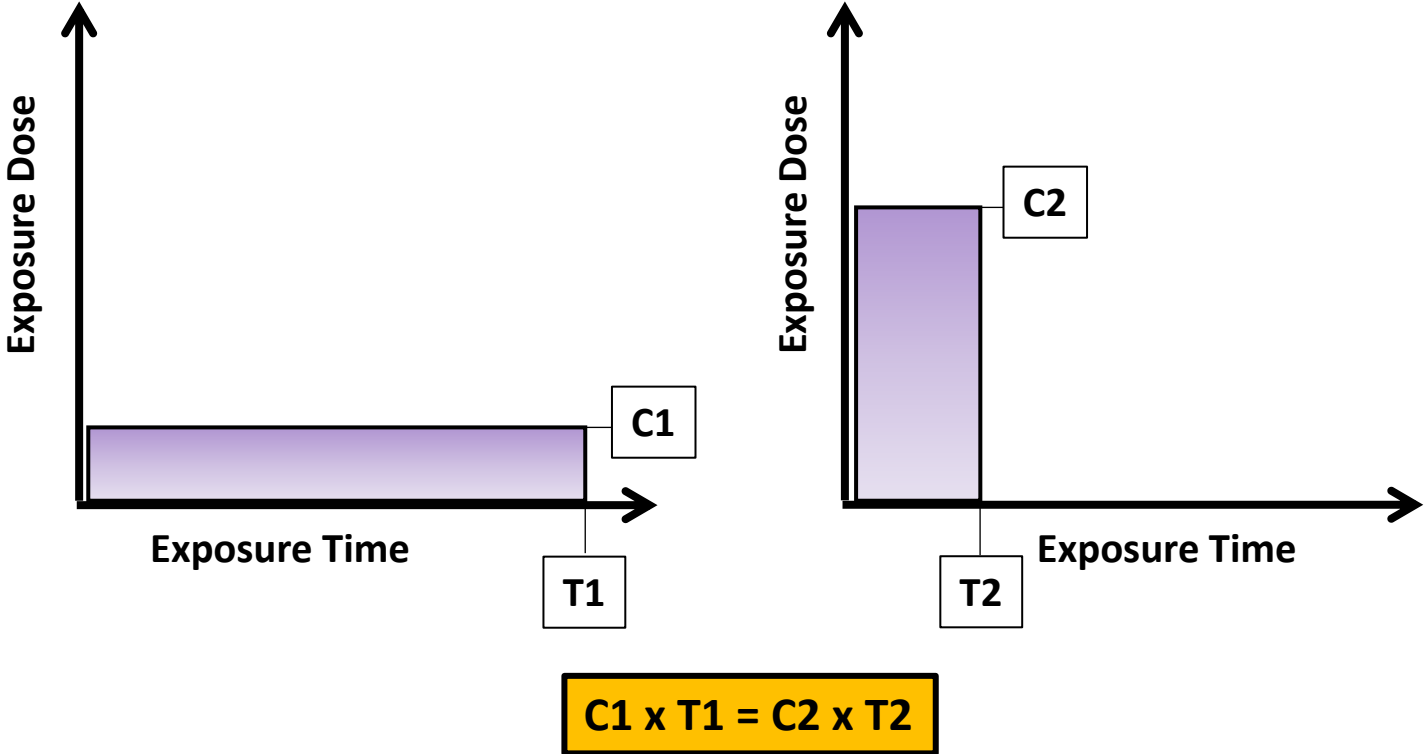 Exposure Dose
C1
Exposure Time
T1
Exposure Dose
C2
Exposure Time
T2
C1 x T1 = C2 x T2